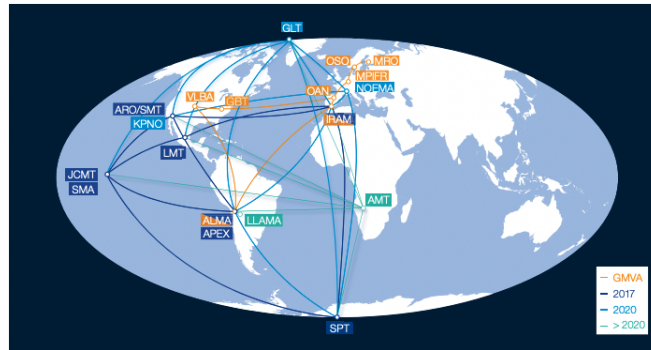 GLT
OSO
MRO
MPIFR
OAN
NOEMA
VLBA
GBT
ARO/SMT
KPNO
IRAM
LMT
JCMT
SMA
AMT
ALMA
LLAMA
APEX
GMVA
2017
2020
> 2020
SPT